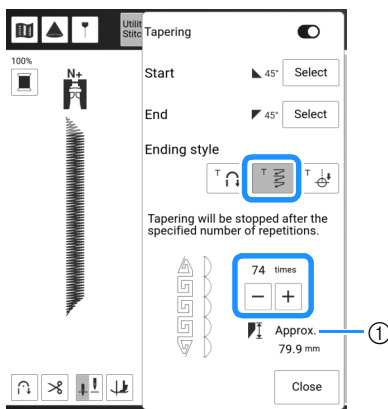 Utilit
Stitc
Tapering
100%
N+
Start
45°
Select
End
45°
Select
Ending style
T
T
T
Tapering will be stopped after the
specified number of repetitions.
74 times
− +
Approx.
①
79.9 mm
Close